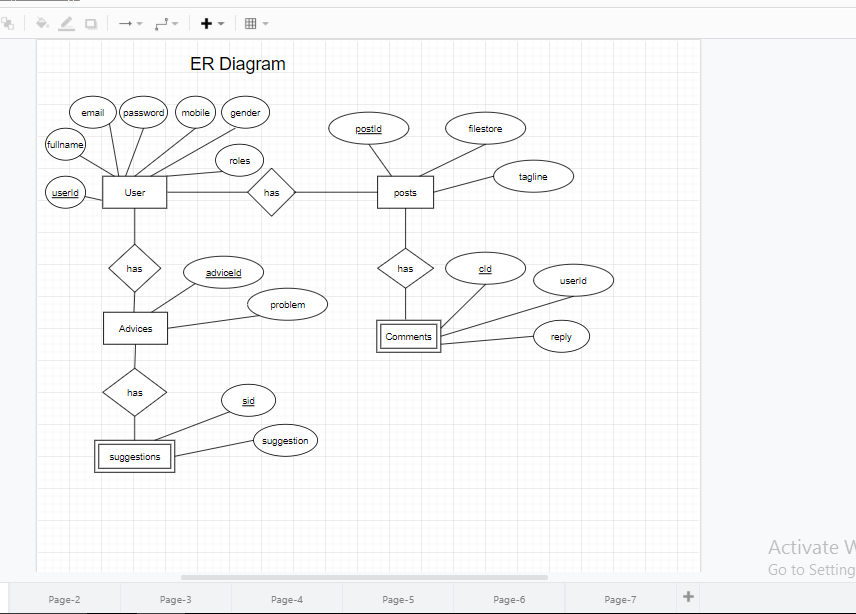 ER Diagram
email
password
mobile
gender
fullname
roles
userId
User
has
postId
filestore
tagline
posts
has
adviceId
problem
Advices
has
cId
userId
reply
Comments
has
sid
suggestion
suggestions
has
Activate W
Go to Setting
Page-2
Page-3
Page-4
Page-5
Page-6
Page-7